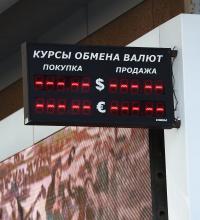 КУРСЫ ОБМЕНА ВАЛЮТ
ПОКУПКА ПРОДАЖА
----- $ -----
----- € -----